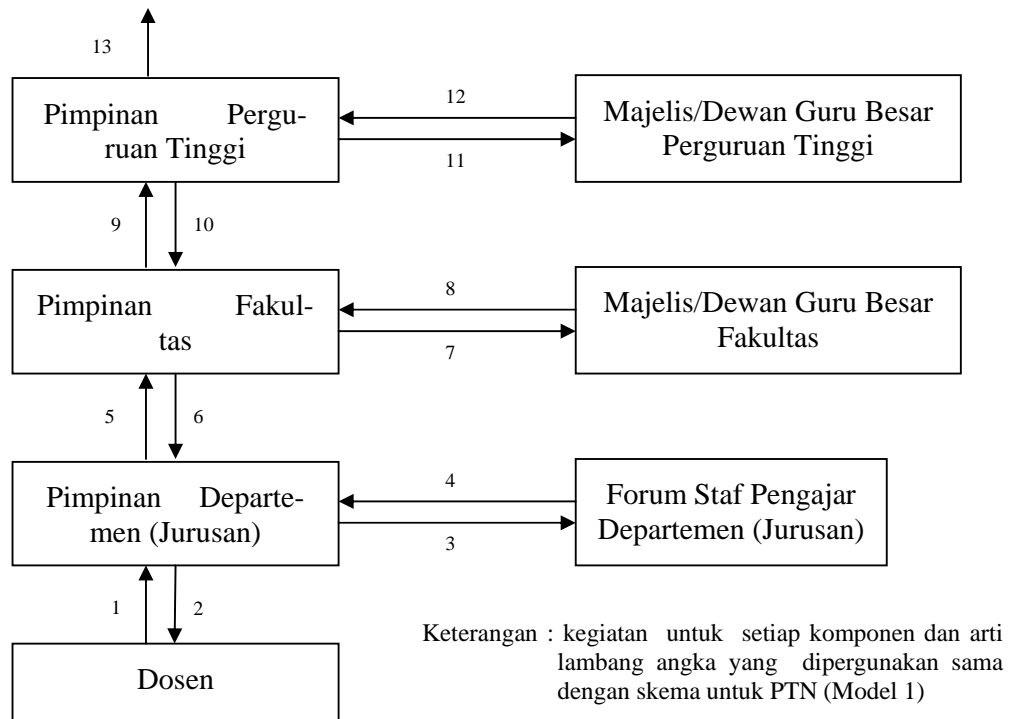 13
Pimpinan Pergu-
ruan Tinggi
12
11
Majelis/Dewan Guru Besar
Perguruan Tinggi
9
10
Pimpinan Fakul-
tas
8
7
Majelis/Dewan Guru Besar
Fakultas
5
6
Pimpinan Departe-
men (Jurusan)
4
3
Forum Staf Pengajar
Departemen (Jurusan)
1
2
Dosen
Keterangan : kegiatan untuk setiap komponen dan arti
lambang angka yang dipergunakan sama
dengan skema untuk PTN (Model 1)